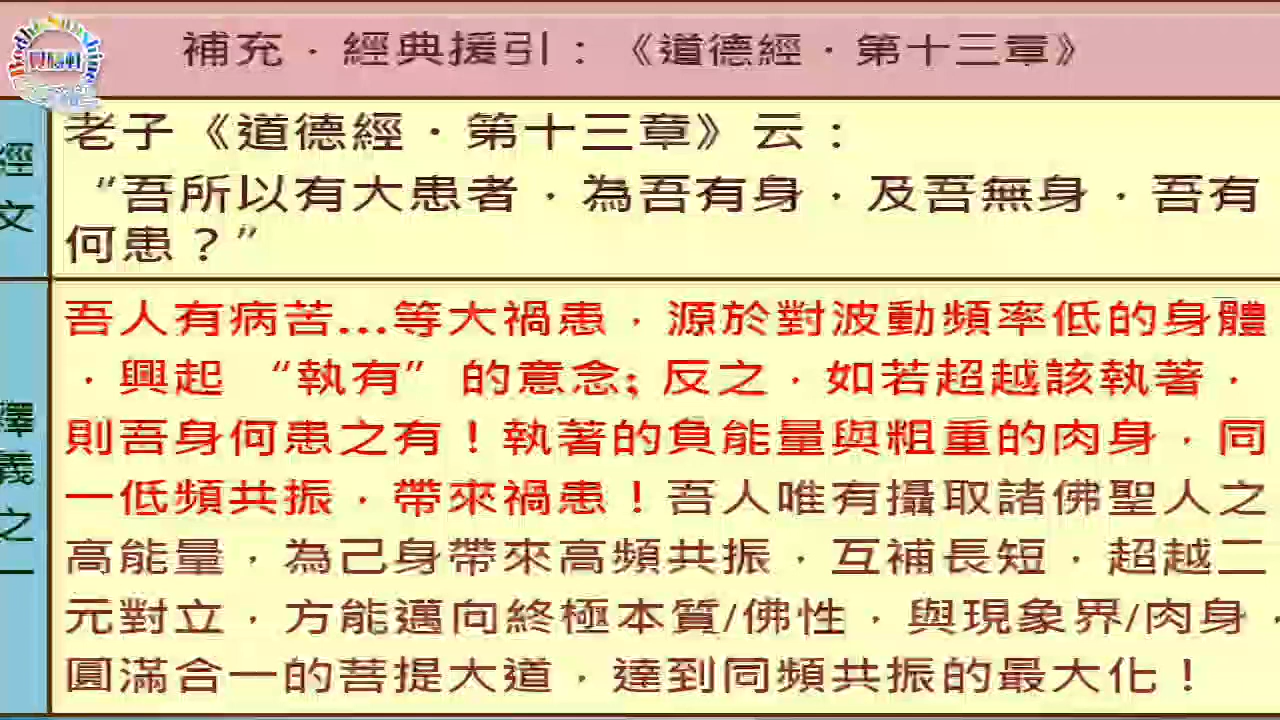 補充．經典援引：《道德經．第十三章》
經文
老子《道德經．第十三章》云：
“吾所以有大患者，為吾有身，及吾無身，吾有
何患？”
釋義之一
吾人有病苦...等大禍患，源於對波動頻率低的身體
，興起 “執有” 的意念; 反之，如若超越該執著，
則吾身何患之有！執著的負能量與粗重的肉身，同
一低頻共振，帶來禍患！吾人唯有攝取諸佛聖人之
高能量，為己身帶來高頻共振，互補長短，超越二
元對立，方能邁向終極本質/佛性，與現象界/肉身，
圓滿合一的菩提大道，達到同頻共振的最大化！